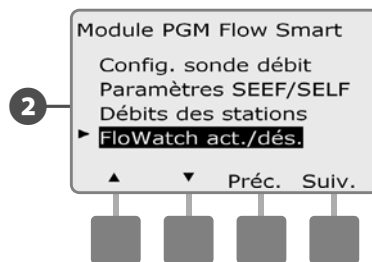 Module PGM Flow Smart
Config. sonde débit
Paramètres SEEF/SELF
Débits des stations
► FloWatch act./dés.
▲ ▼ Préc. Suiv.
2